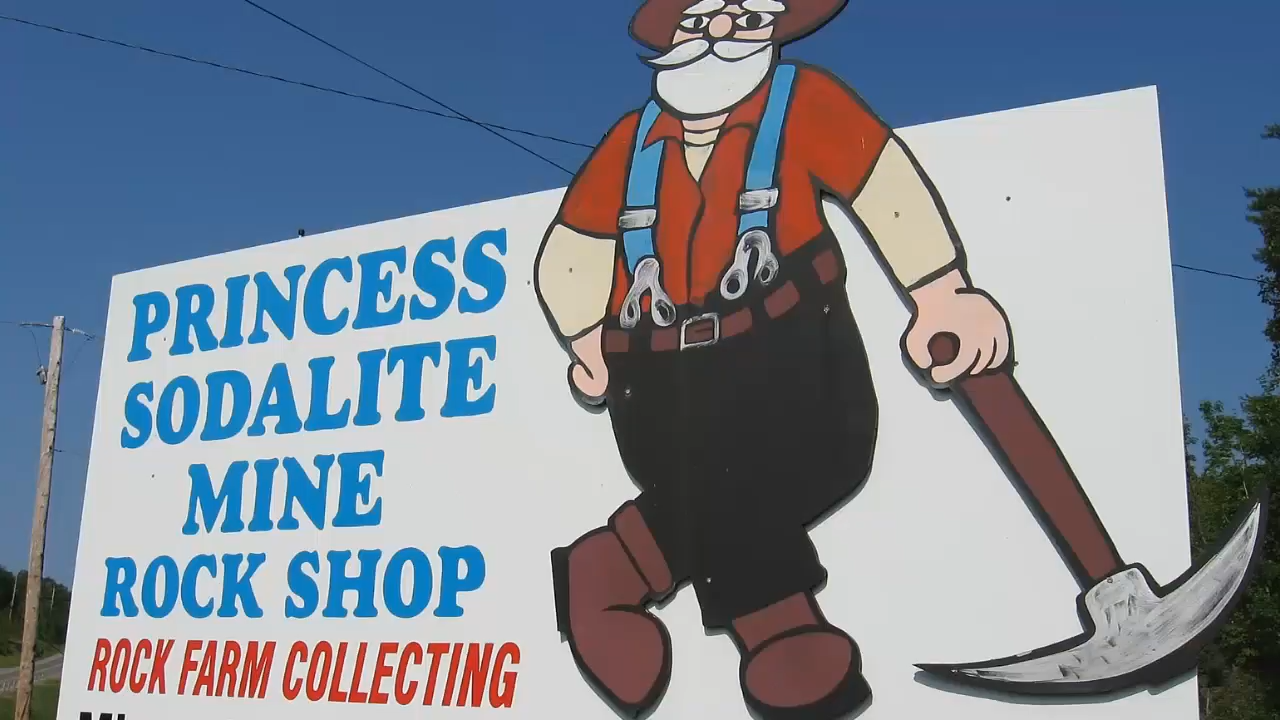 PRINCESS
SODALITE
MINE
ROCK SHOP
ROCK FARM COLLECTING